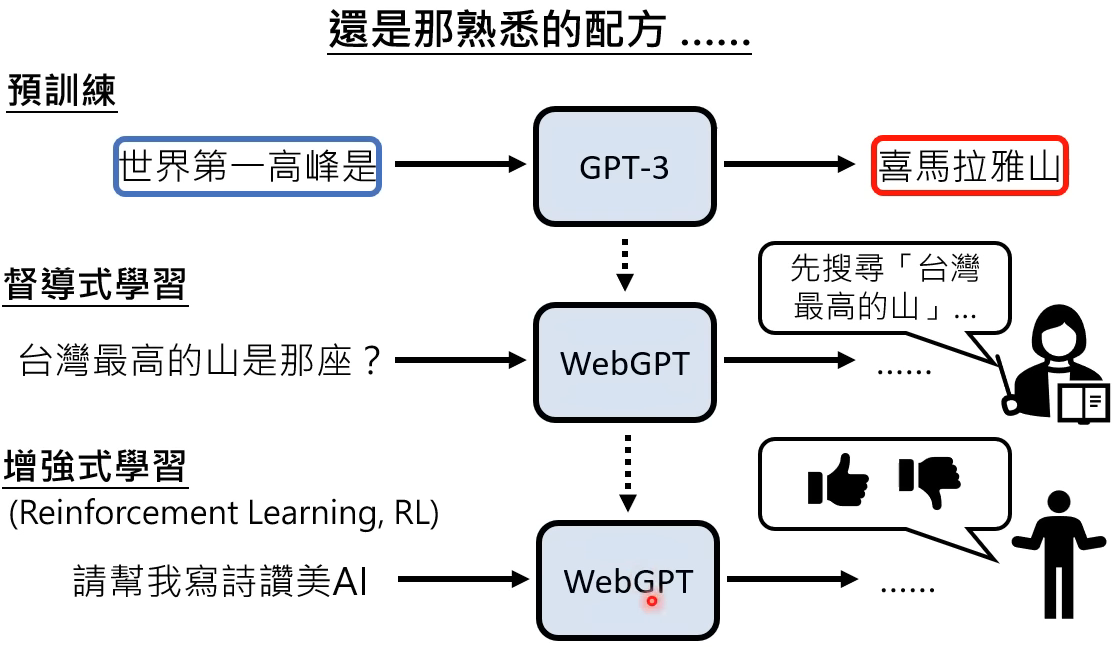 還是那熟悉的配方 ……
預訓練
世界第一高峰是
GPT-3
喜馬拉雅山
督導式學習
先搜尋「台灣
最高的山」…
台灣最高的山是那座？
WebGPT
……
增強式學習
(Reinforcement Learning, RL)
請幫我寫詩讚美AI
WebGPT
……